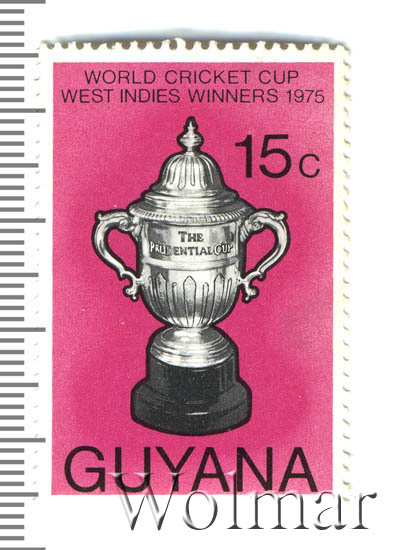 WORLD CRICKET CUP
WEST INDIES WINNERS 1975
15c
THE
PRUDENTIAL CUP
GUYANA
Wolmar